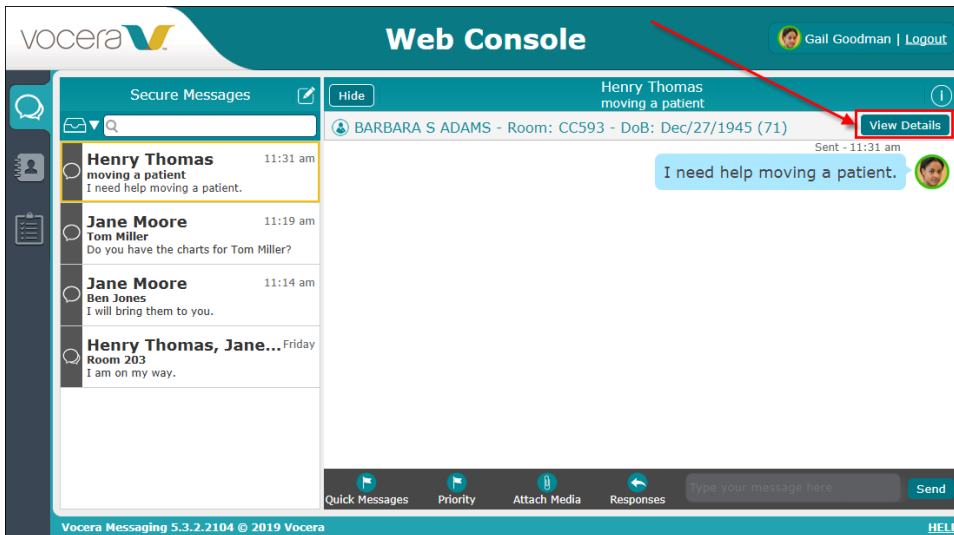 vocera
Web Console
Gail Goodman | Logout
Secure Messages
Hide
Henry Thomas
moving a patient
BARBARA S ADAMS - Room: CC593 - DoB: Dec/27/1945 (71)
View Details
Henry Thomas 11:31 am
moving a patient
I need help moving a patient.
Sent - 11:31 am
I need help moving a patient.
Jane Moore 11:19 am
Tom Miller
Do you have the charts for Tom Miller?
Jane Moore 11:14 am
Ben Jones
I will bring them to you.
Henry Thomas, Jane... Friday
Room 203
I am on my way.
Quick Messages
Priority
Attach Media
Responses
Type your message here
Send
Vocera Messaging 5.3.2.2104 © 2019 Vocera
HELP